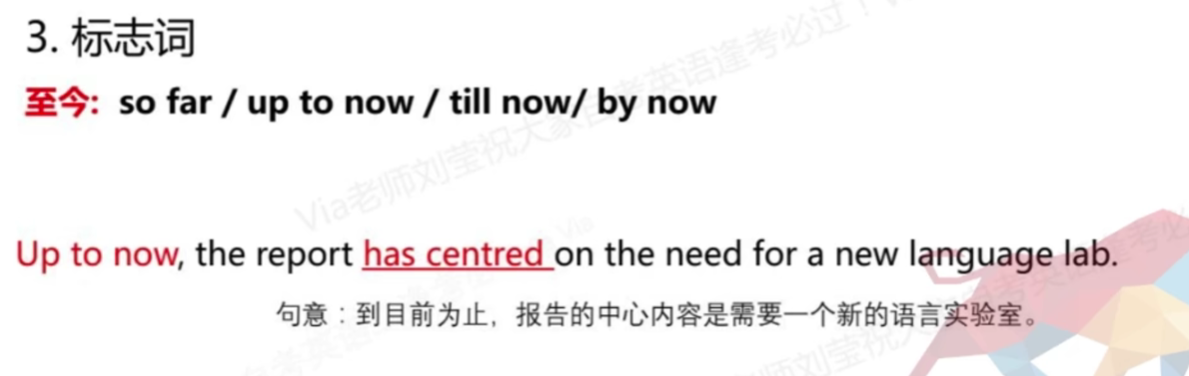 3. 标志词
至今: so far / up to now / till now/ by now
Up to now, the report has centred on the need for a new language lab.
句意：到目前为止，报告的中心内容是需要一个新的语言实验室。
Via老师刘莹祝大家自考英语逢考必过！